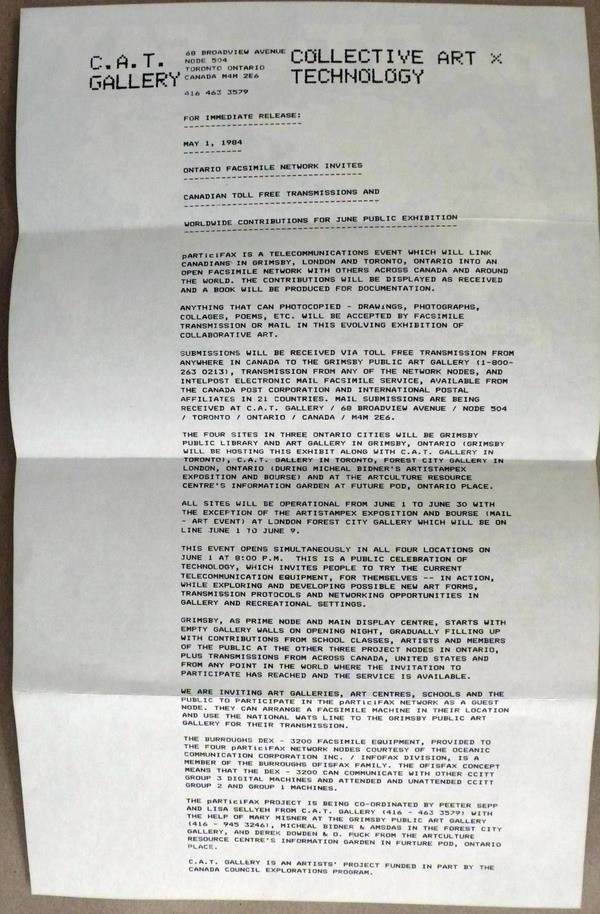 C.A.T.
GALLERY
68 BROADVIEW AVENUE
NODE 504
TORONTO ONTARIO
CANADA M4M 2E6
416 463 3579
COLLECTIVE ART X
TECHNOLOGY
FOR IMMEDIATE RELEASE:
MAY 1, 1984
ONTARIO FACSIMILE NETWORK INVITES
CANADIAN TOLL FREE TRANSMISSIONS AND
WORLDWIDE CONTRIBUTIONS FOR JUNE PUBLIC EXHIBITION
pARTiciFAX IS A TELECOMMUNICATIONS EVENT WHICH WILL LINK
CANADIANS IN GRIMSBY, LONDON AND TORONTO, ONTARIO INTO AN
OPEN FACSIMILE NETWORK WITH OTHERS ACROSS CANADA AND AROUND
THE WORLD. THE CONTRIBUTIONS WILL BE DISPLAYED AS RECEIVED
AND A BOOK WILL BE PRODUCED FOR DOCUMENTATION.
ANYTHING THAT CAN PHOTOCOPIED - DRAWINGS, PHOTOGRAPHS,
COLLAGES, POEMS, ETC. WILL BE ACCEPTED BY FACSIMILE
TRANSMISSION OR MAIL IN THIS EVOLVING EXHIBITION OF
COLLABORATIVE ART.
SUBMISSIONS WILL BE RECEIVED VIA TOLL FREE TRANSMISSION FROM
ANYWHERE IN CANADA TO THE GRIMSBY PUBLIC ART GALLERY (1-800-
263 0213), TRANSMISSION FROM ANY OF THE NETWORK NODES, AND
INTELPOST ELECTRONIC MAIL FACSIMILE SERVICE, AVAILABLE FROM
THE CANADA POST CORPORATION AND INTERNATIONAL POSTAL
AFFILIATES IN 21 COUNTRIES. MAIL SUBMISSIONS ARE BEING
RECEIVED AT C.A.T. GALLERY / 68 BROADVIEW AVENUE / NODE 504
/ TORONTO / ONTARIO / CANADA / M4M 2E6.
THE FOUR SITES IN THREE ONTARIO CITIES WILL BE GRIMSBY
PUBLIC LIBRARY AND ART GALLERY IN GRIMSBY, ONTARIO (GRIMSBY
WILL BE HOSTING THIS EXHIBIT ALONG WITH C.A.T. GALLERY IN
TORONTO), C.A.T. GALLERY IN TORONTO, FOREST CITY GALLERY IN
LONDON, ONTARIO (DURING MICHEAL BIDNER'S ARTISTAMPEX
EXPOSITION AND BOURSE) AND AT THE ARTCULTURE RESOURCE
CENTRE'S INFORMATION GARDEN AT FUTURE POD, ONTARIO PLACE.
ALL SITES WILL BE OPERATIONAL FROM JUNE 1 TO JUNE 30 WITH
THE EXCEPTION OF THE ARTISTAMPEX EXPOSITION AND BOURSE (MAIL
- ART EVENT) AT LONDON FOREST CITY GALLERY WHICH WILL BE ON
LINE JUNE 1 TO JUNE 9.
THIS EVENT OPENS SIMULTANEOUSLY IN ALL FOUR LOCATIONS ON
JUNE 1 AT 8:00 P.M. THIS IS A PUBLIC CELEBRATION OF
TECHNOLOGY, WHICH INVITES PEOPLE TO TRY THE CURRENT
TELECOMMUNICATION EQUIPMENT, FOR THEMSELVES -- IN ACTION,
WHILE EXPLORING AND DEVELOPING POSSIBLE NEW ART FORMS,
TRANSMISSION PROTOCOLS AND NETWORKING OPPORTUNITIES IN
GALLERY AND RECREATIONAL SETTINGS.
GRIMSBY, AS PRIME NODE AND MAIN DISPLAY CENTRE, STARTS WITH
EMPTY GALLERY WALLS ON OPENING NIGHT, GRADUALLY FILLING UP
WITH CONTRIBUTIONS FROM SCHOOL CLASSES, ARTISTS AND MEMBERS
OF THE PUBLIC AT THE OTHER THREE PROJECT NODES IN ONTARIO,
PLUS TRANSMISSIONS FROM ACROSS CANADA, UNITED STATES AND
FROM ANY POINT IN THE WORLD WHERE THE INVITATION TO
PARTICIPATE HAS REACHED AND THE SERVICE IS AVAILABLE.
WE ARE INVITING ART GALLERIES, ART CENTRES, SCHOOLS AND THE
PUBLIC TO PARTICIPATE IN THE pARTiciFAX NETWORK AS A GUEST
NODE. THEY CAN ARRANGE A FACSIMILE MACHINE IN THEIR LOCATION
AND USE THE NATIONAL WATS LINE TO THE GRIMSBY PUBLIC ART
GALLERY FOR THEIR TRANSMISSION.
THE BURROUGHS DEX - 3200 FACSIMILE EQUIPMENT, PROVIDED TO
THE FOUR pARTiciFAX NETWORK NODES COURTESY OF THE OCEANIC
COMMUNICATION CORPORATION INC. / INFOFAX DIVISION, IS A
MEMBER OF THE BURROUGHS OFISFAX FAMILY. THE OFISFAX CONCEPT
MEANS THAT THE DEX - 3200 CAN COMMUNICATE WITH OTHER CCITT
GROUP 3 DIGITAL MACHINES AND ATTENDED AND UNATTENDED CCITT
GROUP 2 AND GROUP 1 MACHINES.
THE pARTiciFAX PROJECT IS BEING CO-ORDINATED BY PEETER SEPP
AND LISA SELLYEH FROM C.A.T. GALLERY (416 - 463 3579) WITH
THE HELP OF MARY MISNER AT THE GRIMSBY PUBLIC ART GALLERY
(416 - 945 3246), MICHEAL BIDNER & AMSDAS IN THE FOREST CITY
GALLERY, AND DEREK DOWDEN & O. PUCK FROM THE ARTCULTURE
RESOURCE CENTRE'S INFORMATION GARDEN IN FURTURE POD, ONTARIO
PLACE.
C.A.T. GALLERY IS AN ARTISTS' PROJECT FUNDED IN PART BY THE
CANADA COUNCIL EXPLORATIONS PROGRAM.